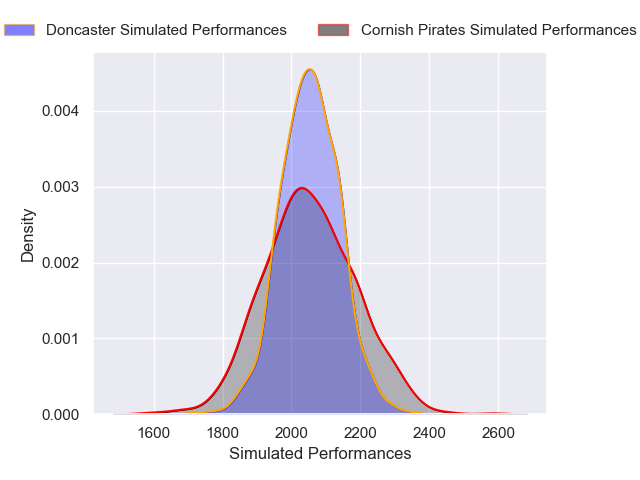 Doncaster Simulated Performances Cornish Pirates Simulated Performances
0.004
0.003
0.002
0.001
0.000
Density
1600 1800 2000 2200 2400 2600
Simulated Performances